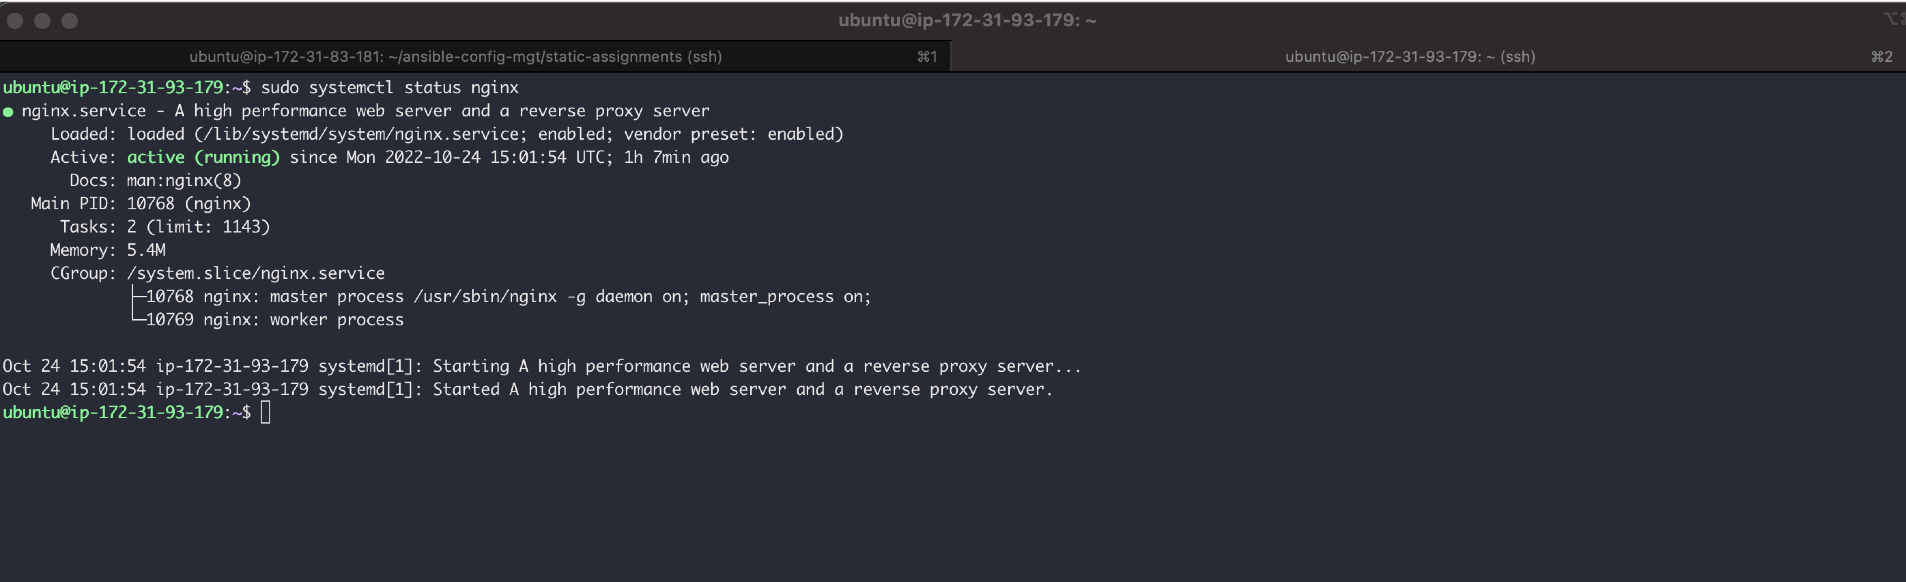 ubuntu@ip-172-31-93-179: ~
ubuntu@ip-172-31-83-181: ~/ansible-config-mgt/static-assignments (ssh) ⌘1 ubuntu@ip-172-31-93-179: ~ (ssh) ⌘2
ubuntu@ip-172-31-93-179:~$ sudo systemctl status nginx
● nginx.service - A high performance web server and a reverse proxy server
     Loaded: loaded (/lib/systemd/system/nginx.service; enabled; vendor preset: enabled)
     Active: active (running) since Mon 2022-10-24 15:01:54 UTC; 1h 7min ago
       Docs: man:nginx(8)
   Main PID: 10768 (nginx)
      Tasks: 2 (limit: 1143)
     Memory: 5.4M
     CGroup: /system.slice/nginx.service
             ├─10768 nginx: master process /usr/sbin/nginx -g daemon on; master_process on;
             └─10769 nginx: worker process
Oct 24 15:01:54 ip-172-31-93-179 systemd[1]: Starting A high performance web server and a reverse proxy server...
Oct 24 15:01:54 ip-172-31-93-179 systemd[1]: Started A high performance web server and a reverse proxy server.
ubuntu@ip-172-31-93-179:~$